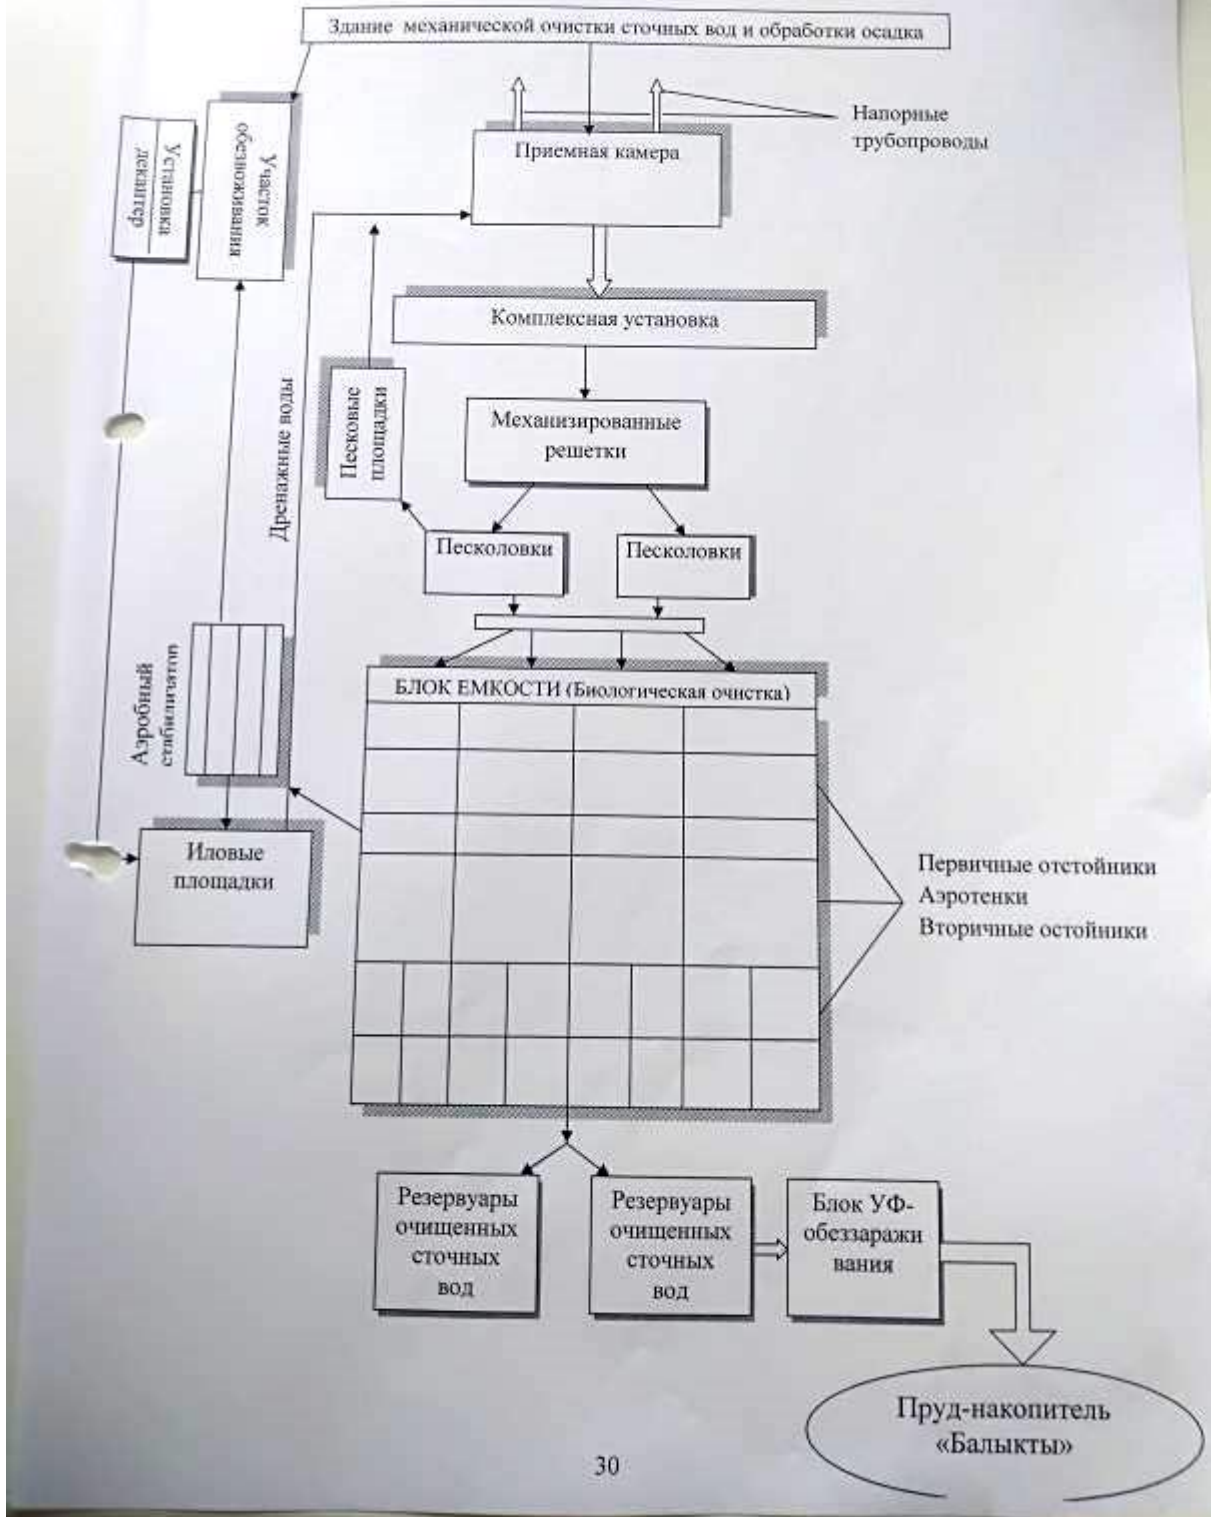 Здание механической очистки сточных вод и обработки осадка
Напорные
трубопроводы
Приемная камера
Участок
обезвоживания
Установка
декантер
Комплексная установка
Механизированные
решетки
Песковые
площадки
Дренажные воды
Песколовки
Песколовки
Аэробный
стабилизатор
БЛОК ЕМКОСТИ (Биологическая очистка)
Иловые
площадки
Первичные отстойники
Аэротенки
Вторичные остойники
Резервуары
очищенных
сточных
вод
Резервуары
очищенных
сточных
вод
Блок УФ-
обеззаражи
вания
Пруд-накопитель
«Балыкты»
30